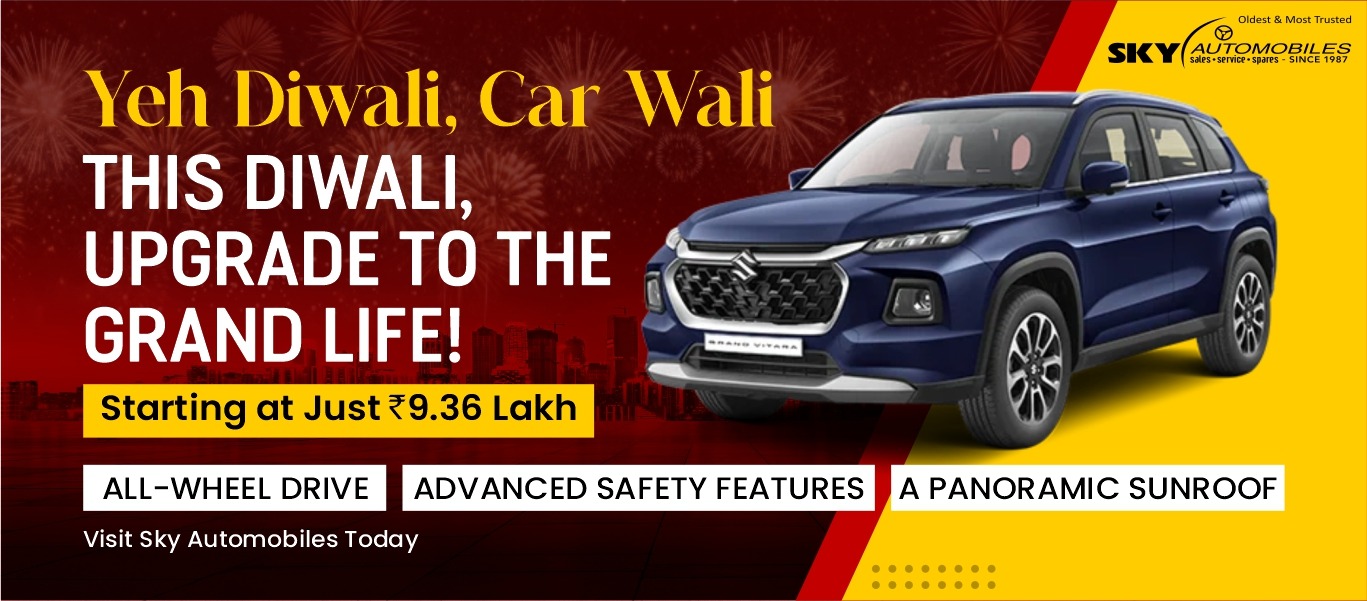 Oldest & Most Trusted
SKY AUTOMOBILES
sales • service • spares - SINCE 1987
Yeh Diwali, Car Wali
THIS DIWALI,
UPGRADE TO THE
GRAND LIFE!
Starting at Just ₹9.36 Lakh
GRAND VITARA
ALL-WHEEL DRIVE
ADVANCED SAFETY FEATURES
A PANORAMIC SUNROOF
Visit Sky Automobiles Today